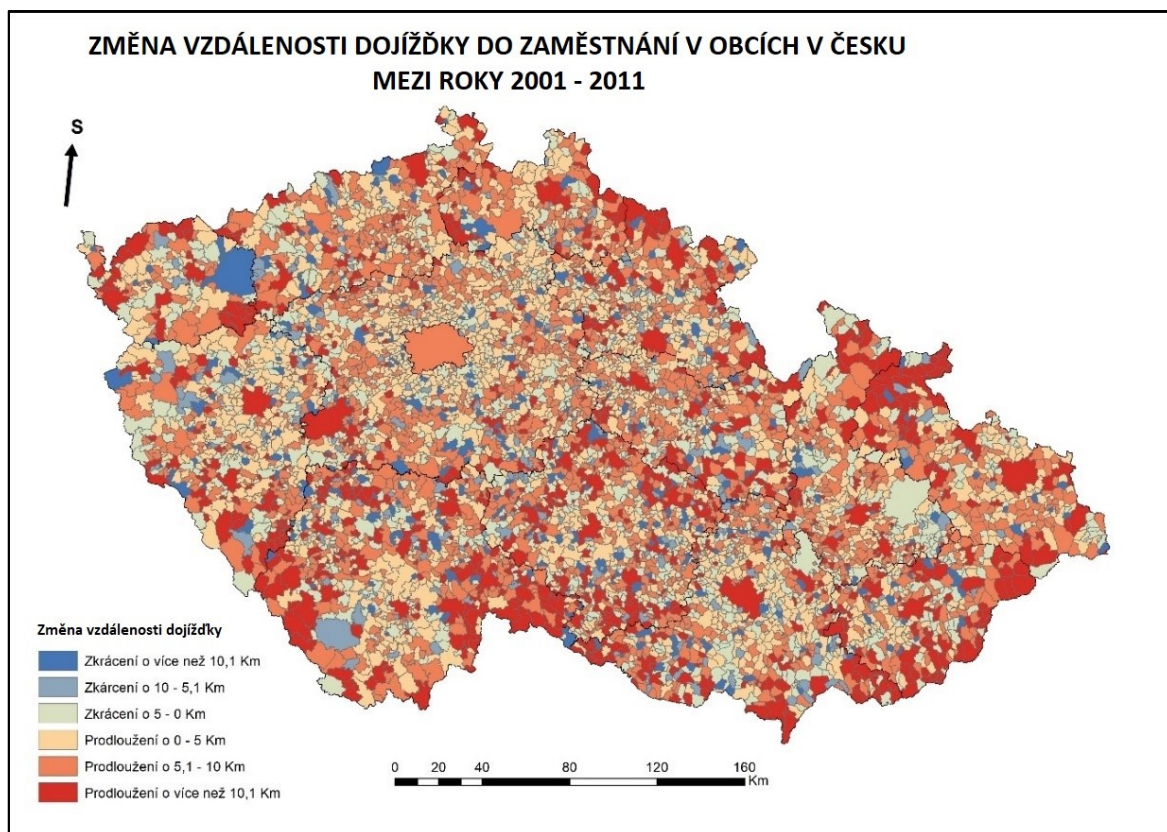 ZMĚNA VZDÁLENOSTI DOJÍŽĎKY DO ZAMĚSTNÁNÍ V OBCÍCH V ČESKU
MEZI ROKY 2001 - 2011
S
Změna vzdálenosti dojížďky
Zkrácení o více než 10,1 Km
Zkárcení o 10 - 5,1 Km
Zkrácení o 5 - 0 Km
Prodloužení o 0 - 5 Km
Prodloužení o 5,1 - 10 Km
Prodloužení o více než 10,1 Km
0 20 40 80 120 160
Km